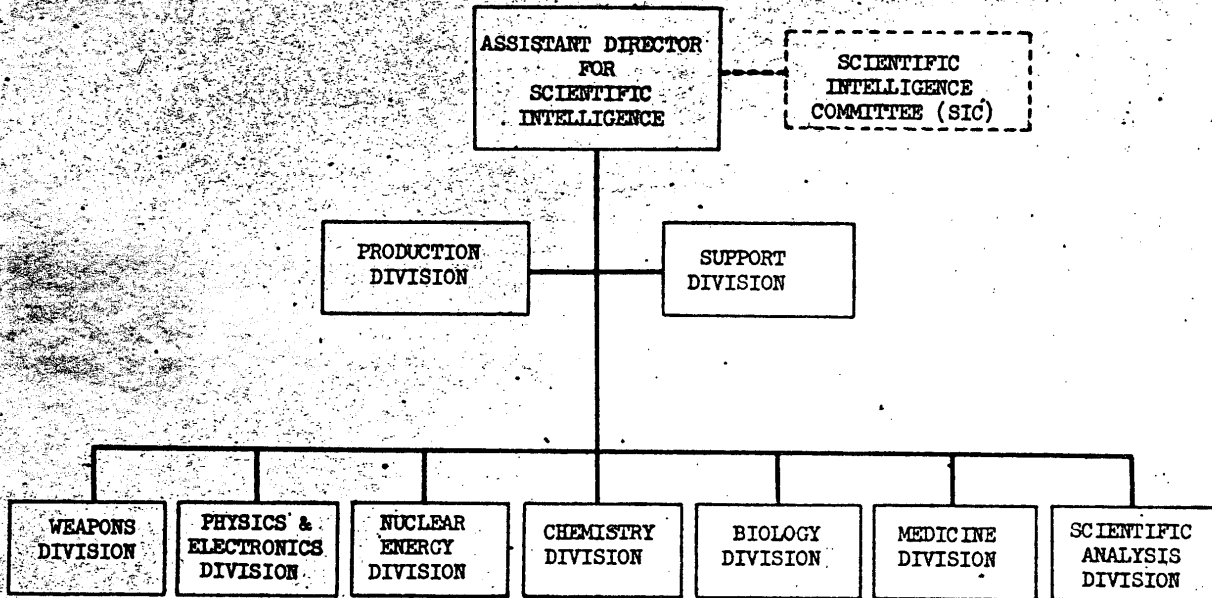 ASSISTANT DIRECTOR
FOR
SCIENTIFIC
INTELLIGENCE
SCIENTIFIC
INTELLIGENCE
COMMITTEE (SIC)
PRODUCTION
DIVISION
SUPPORT
DIVISION
WEAPONS
DIVISION
PHYSICS &
ELECTRONICS
DIVISION
NUCLEAR
ENERGY
DIVISION
CHEMISTRY
DIVISION
BIOLOGY
DIVISION
MEDICINE
DIVISION
SCIENTIFIC
ANALYSIS
DIVISION